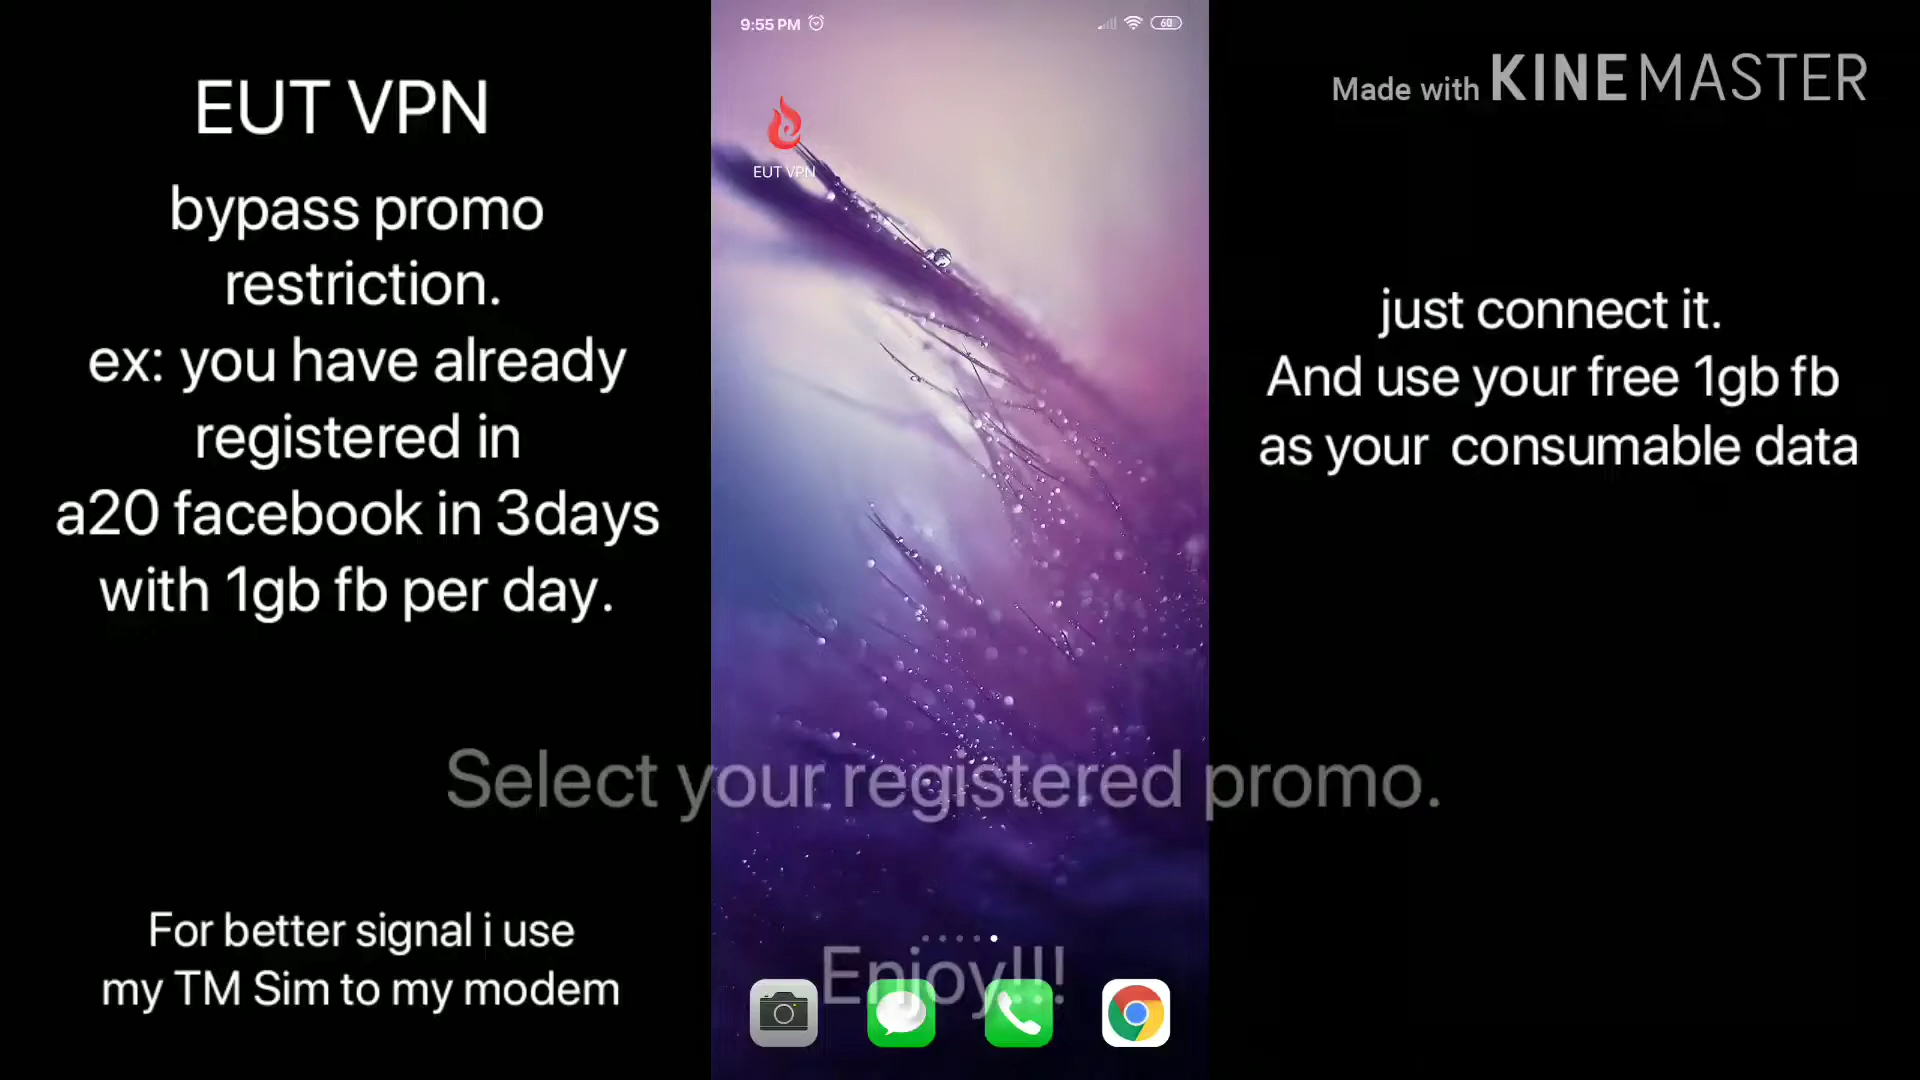 9:55 PM
60
EUT VPN
bypass promo
restriction.
ex: you have already
registered in
a20 facebook in 3days
with 1gb fb per day.
For better signal i use
my TM Sim to my modem
EUT VPN
Select your registered promo.
Enjoy!!!
Made with KINEMASTER
just connect it.
And use your free 1gb fb
as your consumable data